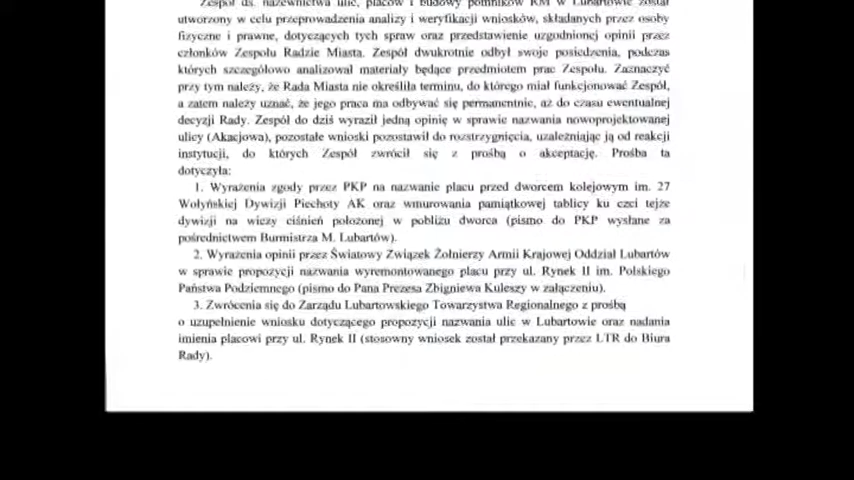 Zespół ds. nazewnictwa ulic, placów i budowy pomników RM w Lubartowie został
utworzony w celu przeprowadzenia analizy i weryfikacji wniosków, składanych przez osoby
fizyczne i prawne, dotyczących tych spraw oraz przedstawienie uzgodnionej opinii przez
członków Zespołu Radzie Miasta. Zespół dwukrotnie odbył swoje posiedzenia, podczas
których szczegółowo analizował materiały będące przedmiotem prac Zespołu. Zaznaczyć
przy tym należy, że Rada Miasta nie określiła terminu, do którego miał funkcjonować Zespół,
a zatem należy uznać, że jego praca ma odbywać się permanentnie, aż do czasu ewentualnej
decyzji Rady. Zespół do dziś wyraził jedną opinię w sprawie nazwania nowoprojektowanej
ulicy (Akacjowa), pozostałe wnioski pozostawił do rozstrzygnięcia, uzależniając ją od reakcji
instytucji, do których Zespół zwrócił się z prośbą o akceptację. Prośba ta
dotyczyła:
1. Wyrażenia zgody przez PKP na nazwanie placu przed dworcem kolejowym im. 27
Wołyńskiej Dywizji Piechoty AK oraz wmurowania pamiątkowej tablicy ku czci tejże
dywizji na wieży ciśnień położonej w pobliżu dworca (pismo do PKP wysłane za
pośrednictwem Burmistrza M. Lubartów).
2. Wyrażenia opinii przez Światowy Związek Żołnierzy Armii Krajowej Oddział Lubartów
w sprawie propozycji nazwania wyremontowanego placu przy ul. Rynek II im. Polskiego
Państwa Podziemnego (pismo do Pana Prezesa Zbigniewa Kuleszy w załączeniu).
3. Zwrócenia się do Zarządu Lubartowskiego Towarzystwa Regionalnego z prośbą
o uzupełnienie wniosku dotyczącego propozycji nazwania ulic w Lubartowie oraz nadania
imienia placowi przy ul. Rynek II (stosowny wniosek został przekazany przez LTR do Biura
Rady).